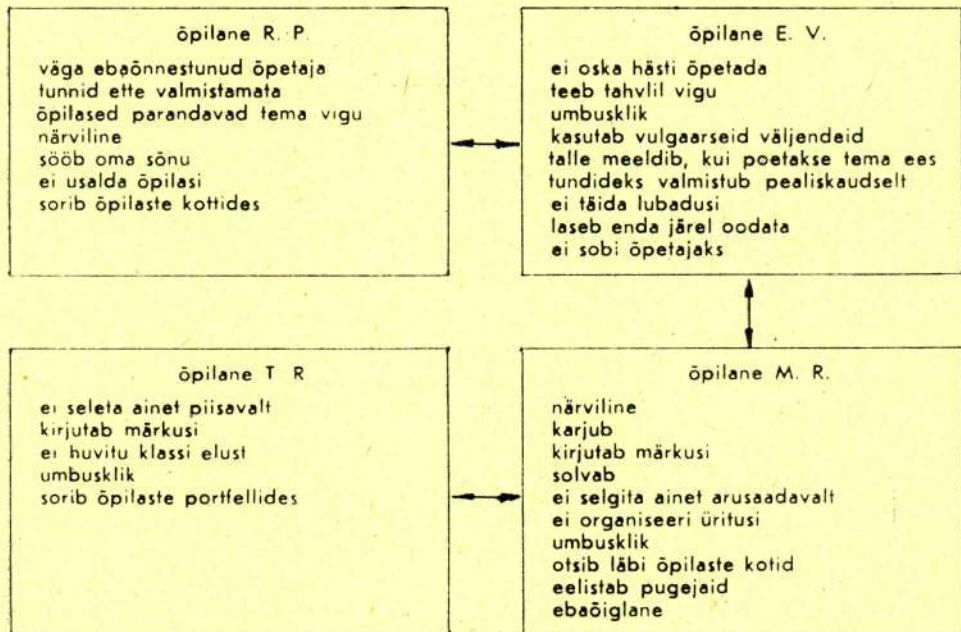 õpilane R. P.
väga ebaõnnestunud õpetaja
tunnid ette valmistamata
õpilased parandavad tema vigu
närviline
sööb oma sõnu
ei usalda õpilasi
sorib õpilaste kottides
õpilane E. V.
ei oska hästi õpetada
teeb tahvlil vigu
umbusklik
kasutab vulgaarseid väljendeid
talle meeldib, kui poetakse tema ees
tundideks valmistub pealiskaudselt
ei täida lubadusi
laseb enda järel oodata
ei sobi õpetajaks
õpilane T R
ei seleta ainet piisavalt
kirjutab märkusi
ei huvitu klassi elust
umbusklik
sorib õpilaste portfellides
õpilane M. R.
närviline
karjub
kirjutab märkusi
solvab
ei selgita ainet arusaadavalt
ei organiseeri üritusi
umbusklik
otsib läbi õpilaste kotid
eelistab pugejaid
ebaõiglane